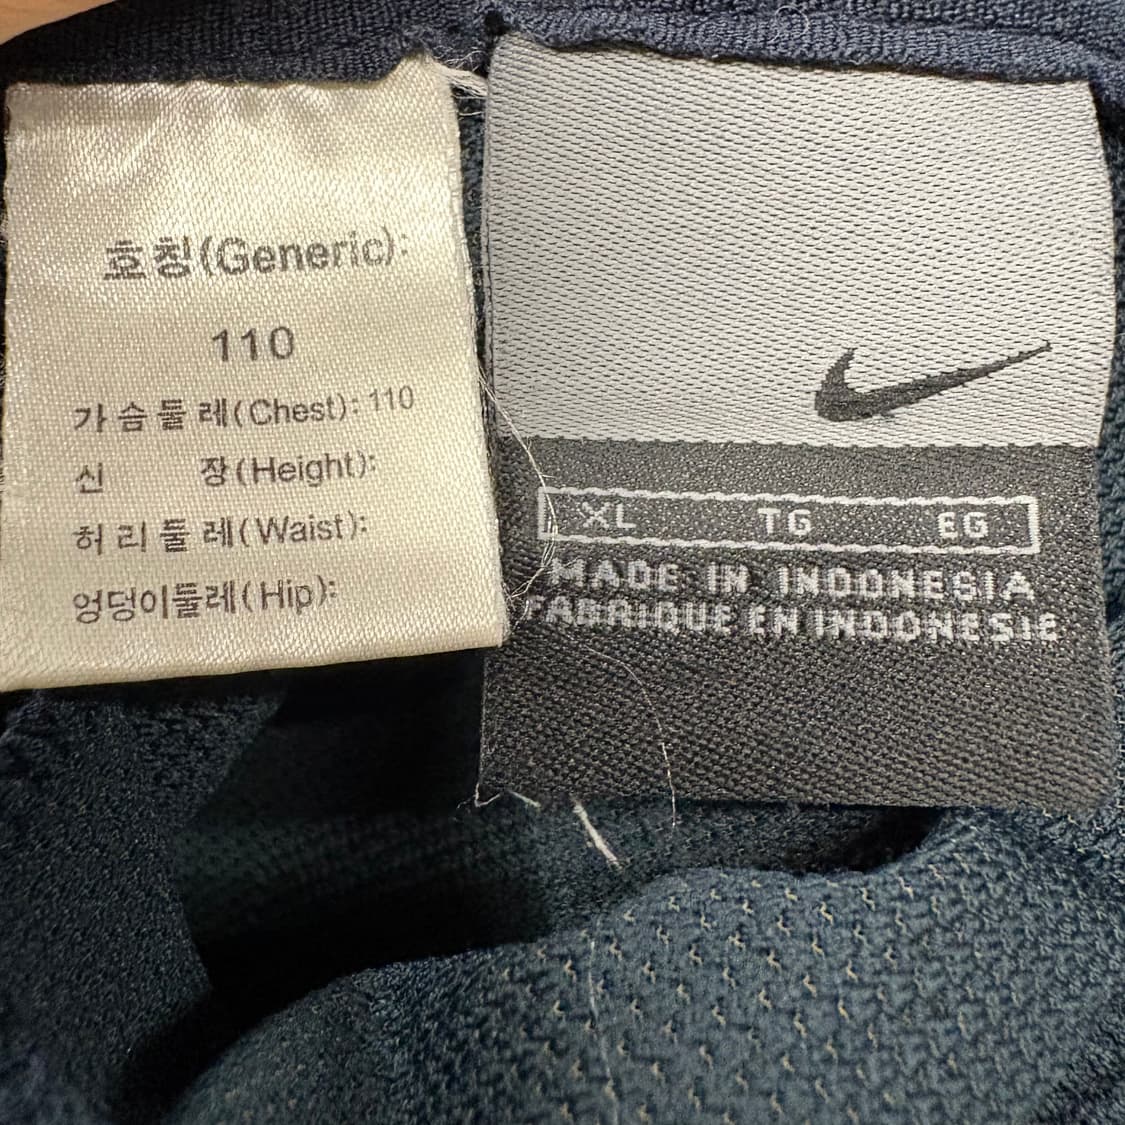 호칭(Generic):
110
가슴둘레(Chest): 110
신 장(Height):
허리둘레(Waist):
엉덩이둘레(Hip):
XL TG EG
MADE IN INDONESIA
FABRIQUE EN INDONESIE